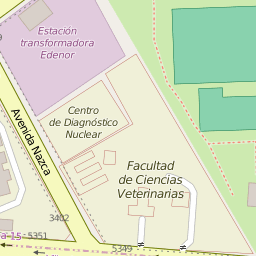 Estación
transformadora
Edenor
Centro
de Diagnóstico
Nuclear
Avenida Nazca
Facultad
de Ciencias
Veterinarias
3402
5351
5349